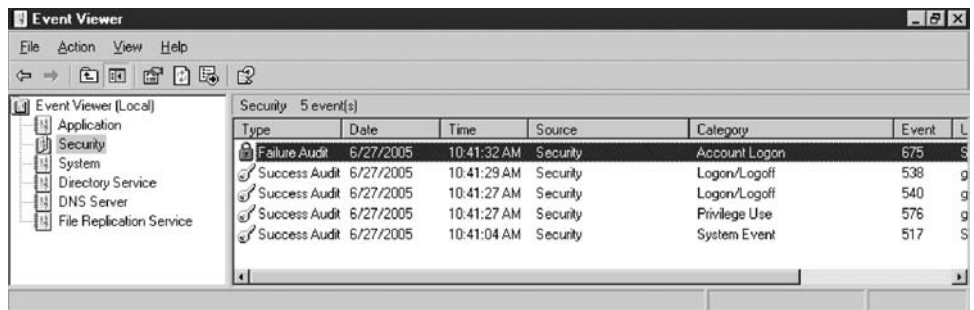 Event Viewer
File Action View Help
Event Viewer (Local)
Application
Security
System
Directory Service
DNS Server
File Replication Service
Security 5 event(s)
Type Date Time Source Category Event U
Failure Audit 6/27/2005 10:41:32 AM Security Account Logon 675 S
Success Audit 6/27/2005 10:41:29 AM Security Logon/Logoff 538 g
Success Audit 6/27/2005 10:41:27 AM Security Logon/Logoff 540 g
Success Audit 6/27/2005 10:41:27 AM Security Privilege Use 576 g
Success Audit 6/27/2005 10:41:04 AM Security System Event 517 S